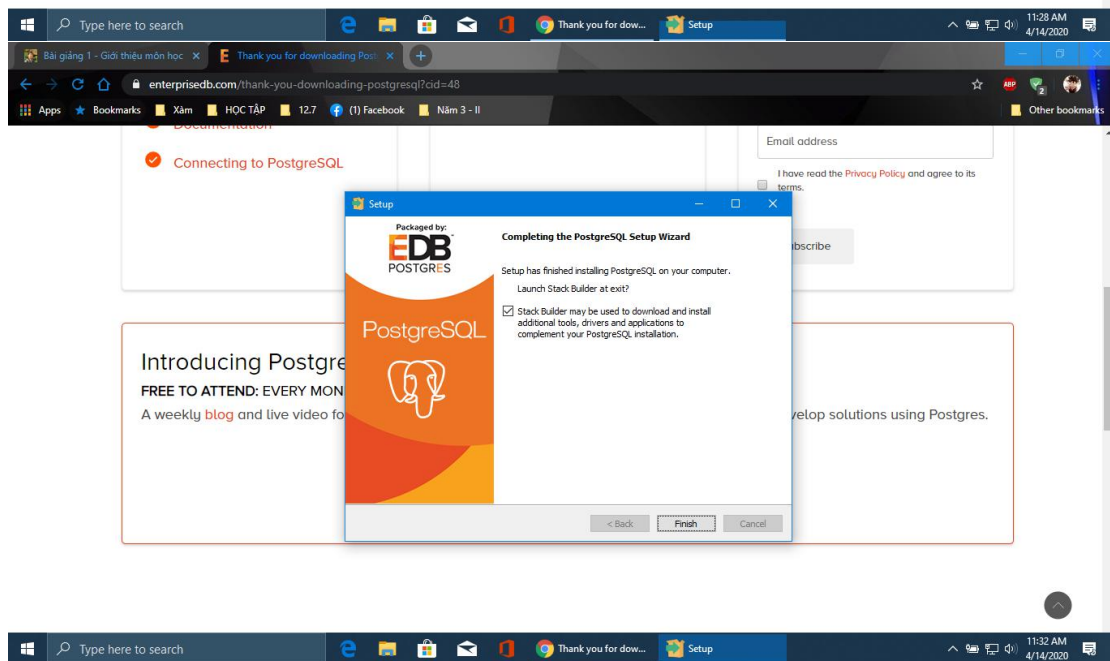 Type here to search
Thank you for dow...
Setup
11:28 AM
4/14/2020
Bài giảng 1 - Giới thiệu môn học
Thank you for downloading Post
enterprisedb.com/thank-you-downloading-postgresql?cid=48
ABP
2
Apps
Bookmarks
Xàm
HỌC TẬP
12.7
(1) Facebook
Năm 3 - II
Other bookmarks
Documentation
Connecting to PostgreSQL
Email address
I have read the Privacy Policy and agree to its
terms.
bscribe
Setup
Packaged by:
EDB
POSTGRES
PostgreSQL
Completing the PostgreSQL Setup Wizard
Setup has finished installing PostgreSQL on your computer.
Launch Stack Builder at exit?
Stack Builder may be used to download and install
additional tools, drivers and applications to
complement your PostgreSQL installation.
< Back
Finish
Cancel
Introducing Postgre
FREE TO ATTEND: EVERY MON
A weekly blog and live video fo
velop solutions using Postgres.
Type here to search
Thank you for dow...
Setup
11:32 AM
4/14/2020